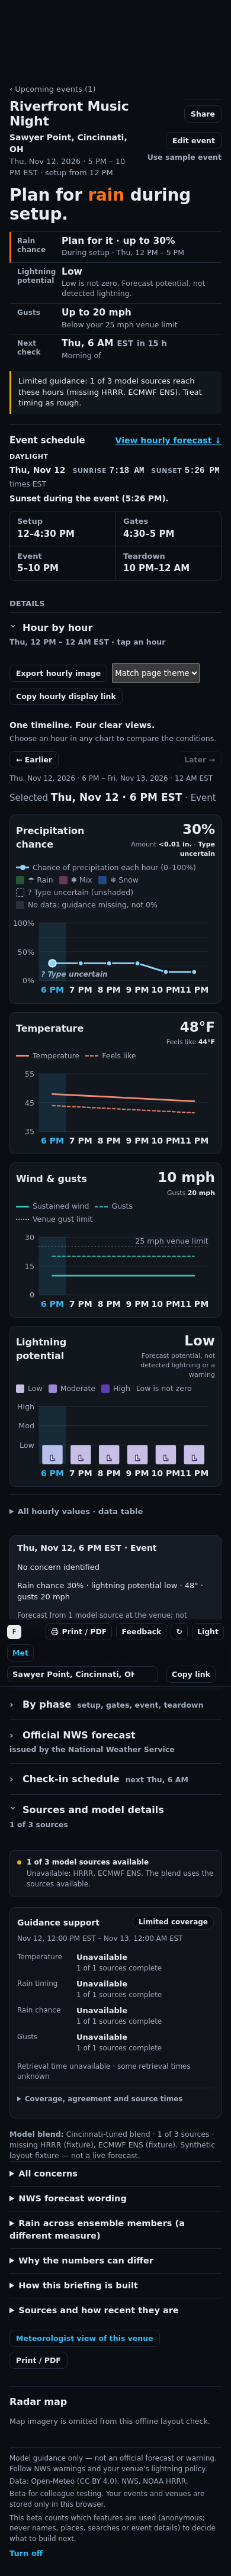 ‹ Upcoming events (1)
Riverfront Music Night
Share
Sawyer Point, Cincinnati, OH
Edit event
Thu, Nov 12, 2026 · 5 PM – 10 PM EST · setup from 12 PM
Use sample event
Plan for rain during setup.
Rain chance
Plan for it · up to 30%
During setup · Thu, 12 PM – 5 PM
Lightning potential
Low
Low is not zero. Forecast potential, not detected lightning.
Gusts
Up to 20 mph
Below your 25 mph venue limit
Next check
Thu, 6 AM EST in 15 h
Morning of
Limited guidance: 1 of 3 model sources reach these hours (missing HRRR, ECMWF ENS). Treat timing as rough.
Event schedule
View hourly forecast ↓
DAYLIGHT
Thu, Nov 12 SUNRISE 7:18 AM SUNSET 5:26 PM
times EST
Sunset during the event (5:26 PM).
Setup
12–4:30 PM
Gates
4:30–5 PM
Event
5–10 PM
Teardown
10 PM–12 AM
DETAILS
Hour by hour
Thu, 12 PM – 12 AM EST · tap an hour
Export hourly image
Match page theme
Copy hourly display link
One timeline. Four clear views.
Choose an hour in any chart to compare the conditions.
← Earlier
Later →
Thu, Nov 12, 2026 · 6 PM – Fri, Nov 13, 2026 · 12 AM EST
Selected Thu, Nov 12 · 6 PM EST · Event
Precipitation chance
30%
Amount <0.01 in. · Type uncertain
Chance of precipitation each hour (0–100%)
☂ Rain ✱ Mix ❄ Snow
? Type uncertain (unshaded)
No data: guidance missing, not 0%
100%
50%
0%
? Type uncertain
6 PM 7 PM 8 PM 9 PM 10 PM 11 PM
Temperature
48°F
Feels like 44°F
Temperature Feels like
55
45
35
6 PM 7 PM 8 PM 9 PM 10 PM 11 PM
Wind & gusts
10 mph
Gusts 20 mph
Sustained wind Gusts
Venue gust limit
30
25 mph venue limit
15
0
6 PM 7 PM 8 PM 9 PM 10 PM 11 PM
Lightning potential
Low
Forecast potential, not detected lightning or a warning
Low Moderate High Low is not zero
High
Mod
Low
L L L L L L
6 PM 7 PM 8 PM 9 PM 10 PM 11 PM
▸ All hourly values · data table
Thu, Nov 12, 6 PM EST · Event
No concern identified
Rain chance 30% · lightning potential low · 48° · gusts 20 mph
Forecast from 1 model source at the venue; not
F
Print / PDF
Feedback
↻
Light
Met
Sawyer Point, Cincinnati, OH
Copy link
› By phase setup, gates, event, teardown
› Official NWS forecast
issued by the National Weather Service
› Check-in schedule next Thu, 6 AM
Sources and model details
1 of 3 sources
1 of 3 model sources available
Unavailable: HRRR, ECMWF ENS. The blend uses the sources available.
Guidance support
Limited coverage
Nov 12, 12:00 PM EST – Nov 13, 12:00 AM EST
Temperature
Unavailable
1 of 1 sources complete
Rain timing
Unavailable
1 of 1 sources complete
Rain chance
Unavailable
1 of 1 sources complete
Gusts
Unavailable
1 of 1 sources complete
Retrieval time unavailable · some retrieval times unknown
▸ Coverage, agreement and source times
Model blend: Cincinnati-tuned blend · 1 of 3 sources · missing HRRR (fixture), ECMWF ENS (fixture). Synthetic layout fixture — not a live forecast.
▸ All concerns
▸ NWS forecast wording
▸ Rain across ensemble members (a different measure)
▸ Why the numbers can differ
▸ How this briefing is built
▸ Sources and how recent they are
Meteorologist view of this venue
Print / PDF
Radar map
Map imagery is omitted from this offline layout check.
Model guidance only — not an official forecast or warning. Follow NWS warnings and your venue's lightning policy.
Data: Open-Meteo (CC BY 4.0), NWS, NOAA HRRR.
Beta for colleague testing. Your events and venues are stored only in this browser.
This beta counts which features are used (anonymous; never names, places, searches or event details) to decide what to build next.
Turn off